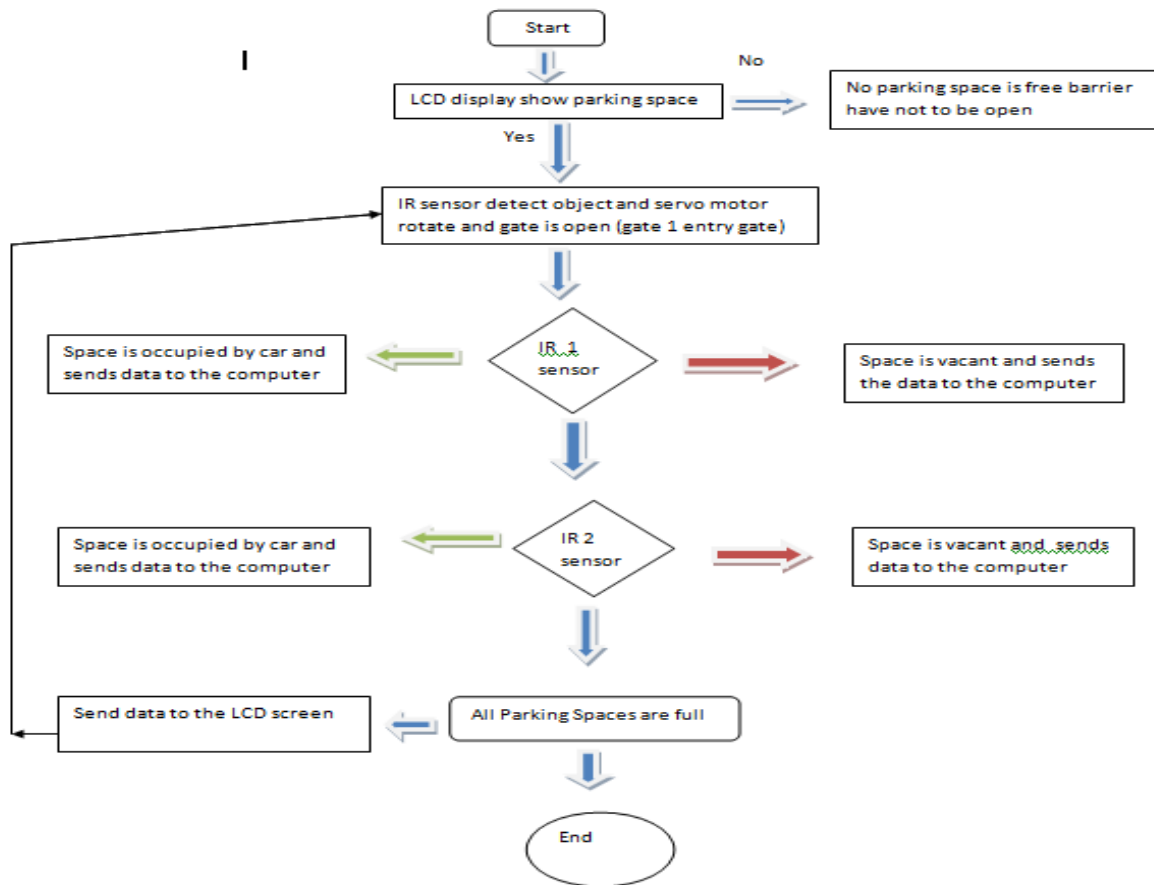 Start
I
No
LCD display show parking space
No parking space is free barrier
have not to be open
Yes
IR sensor detect object and servo motor
rotate and gate is open (gate 1 entry gate)
Space is occupied by car and
sends data to the computer
IR 1
sensor
Space is vacant and sends
the data to the computer
Space is occupied by car and
sends data to the computer
IR 2
sensor
Space is vacant and sends
data to the computer
Send data to the LCD screen
All Parking Spaces are full
End